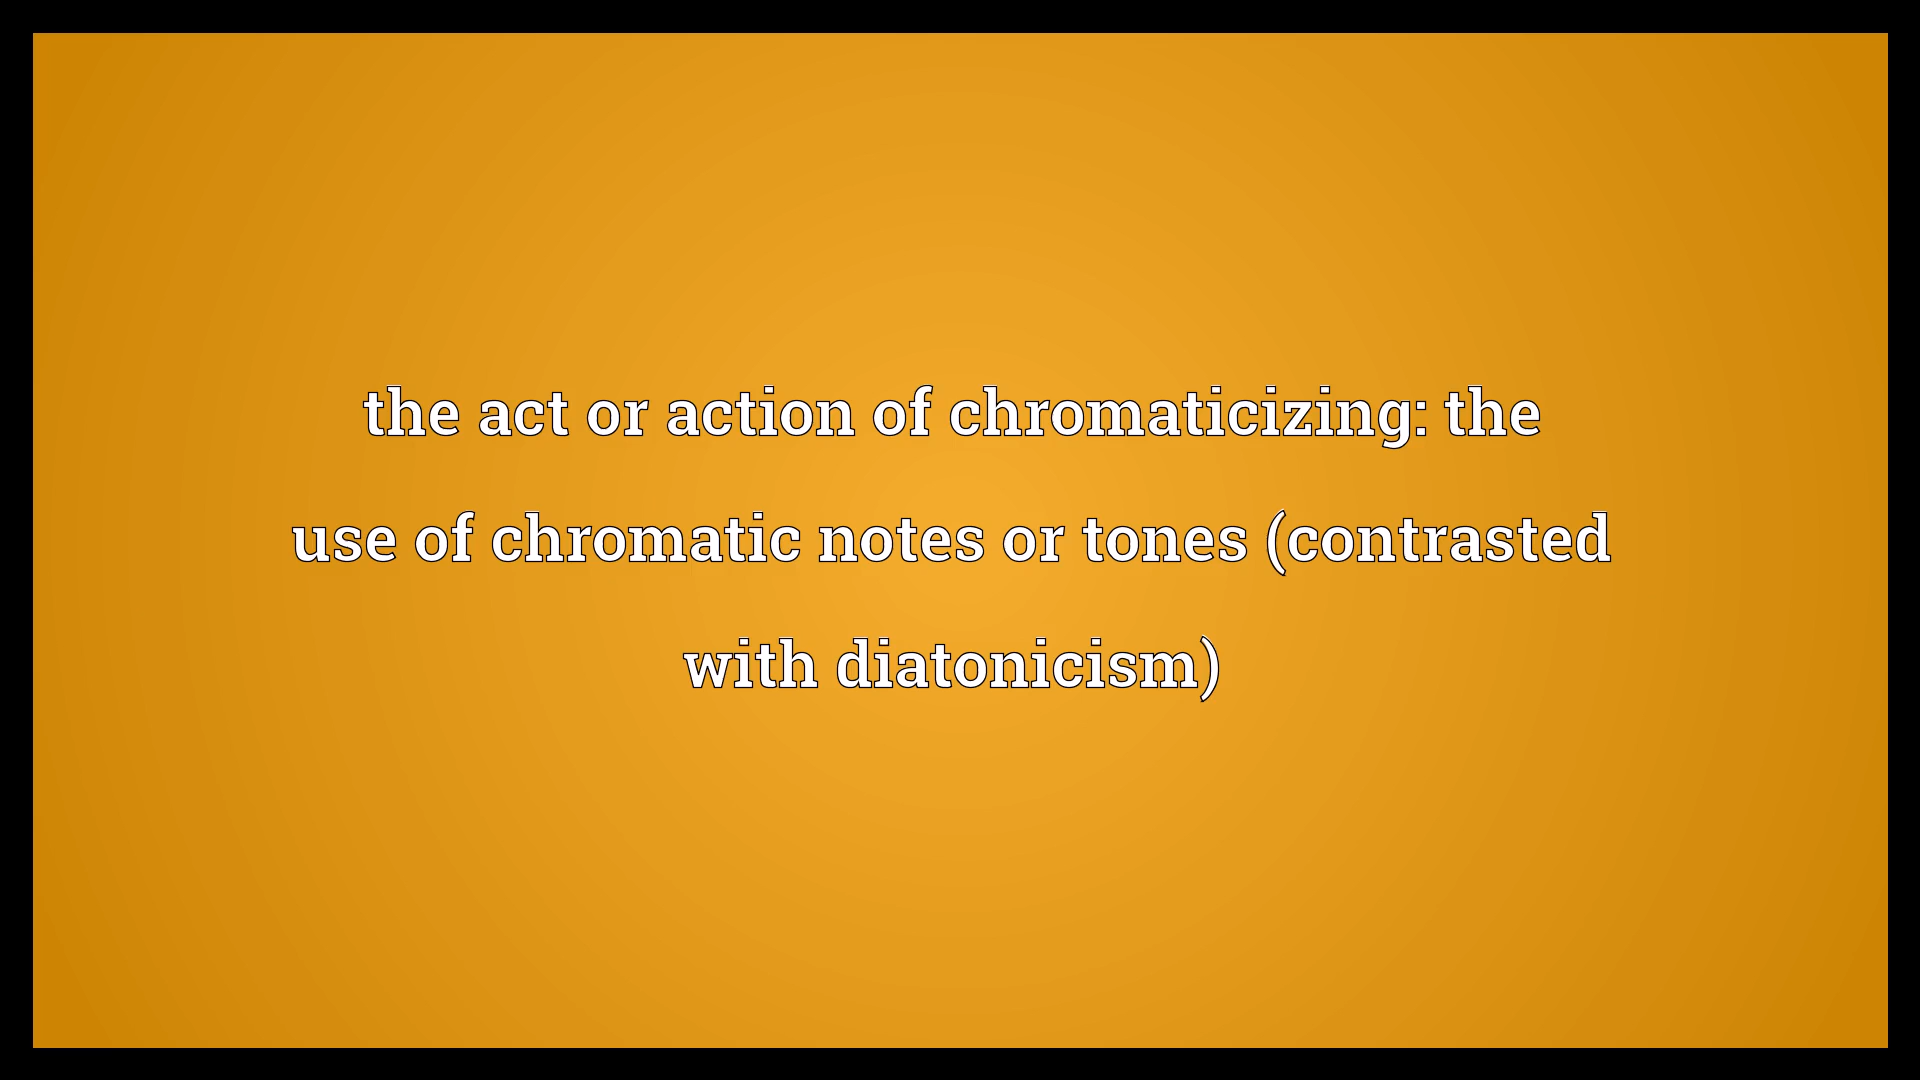 the act or action of chromaticizing: the
use of chromatic notes or tones (contrasted
with diatonicism)